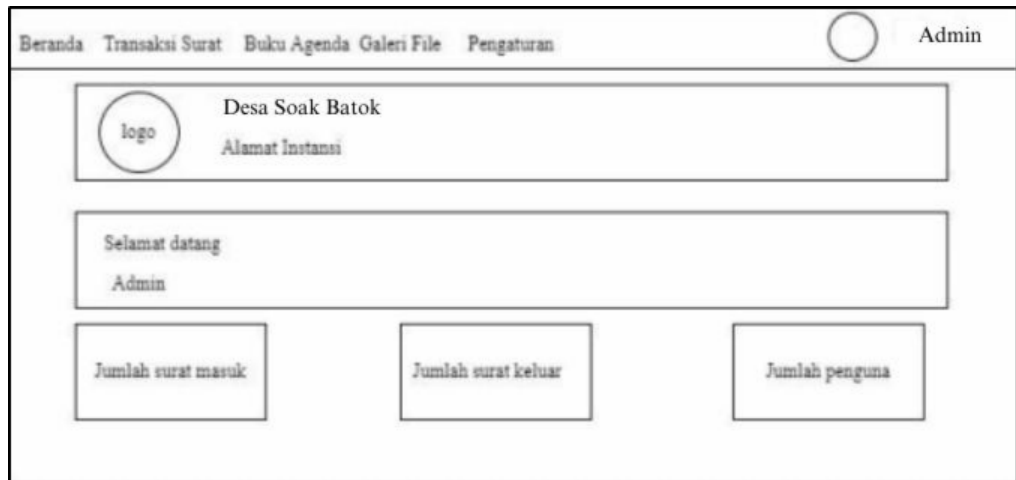 Beranda Transaksi Surat Buku Agenda Galeri File Pengaturan Admin
logo
Desa Soak Batok
Alamat Instansi
Selamat datang
Admin
Jumlah surat masuk
Jumlah surat keluar
Jumlah penguna